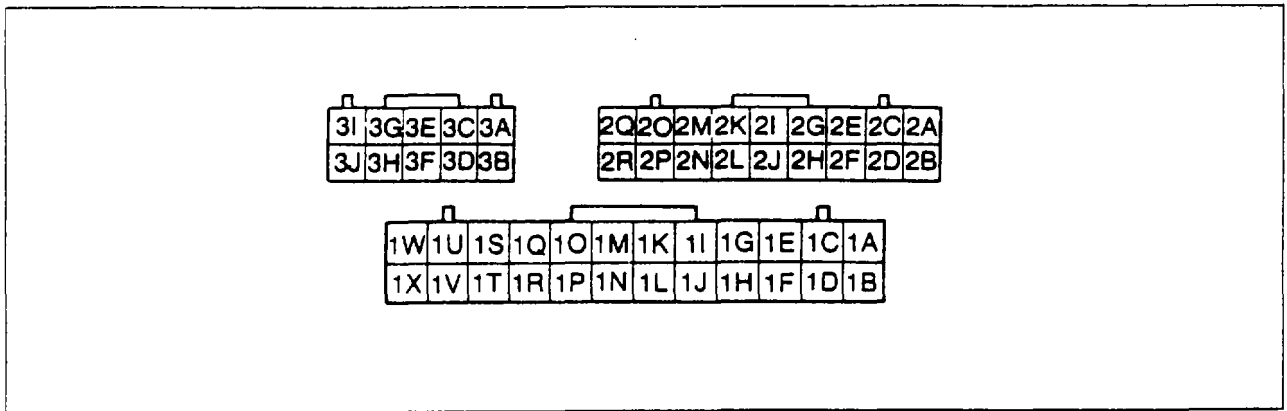 3I 3G 3E 3C 3A
3J 3H 3F 3D 3B
2Q 2O 2M 2K 2I 2G 2E 2C 2A
2R 2P 2N 2L 2J 2H 2F 2D 2B
1W 1U 1S 1Q 1O 1M 1K 1I 1G 1E 1C 1A
1X 1V 1T 1R 1P 1N 1L 1J 1H 1F 1D 1B